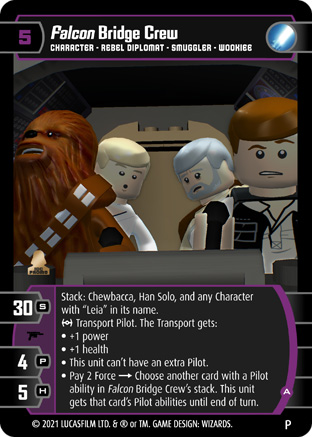 5
Falcon Bridge Crew
CHARACTER • REBEL DIPLOMAT • SMUGGLER • WOOKIEE
30 S
4 P
5 H
Stack: Chewbacca, Han Solo, and any Character
with “Leia” in its name.
Transport Pilot. The Transport gets:
• +1 power
• +1 health
• This unit can't have an extra Pilot.
• Pay 2 Force → Choose another card with a Pilot
ability in Falcon Bridge Crew's stack. This unit
gets that card's Pilot abilities until end of turn.
A
© 2021 LUCASFILM LTD. & ® or TM. GAME DESIGN: WIZARDS.
P